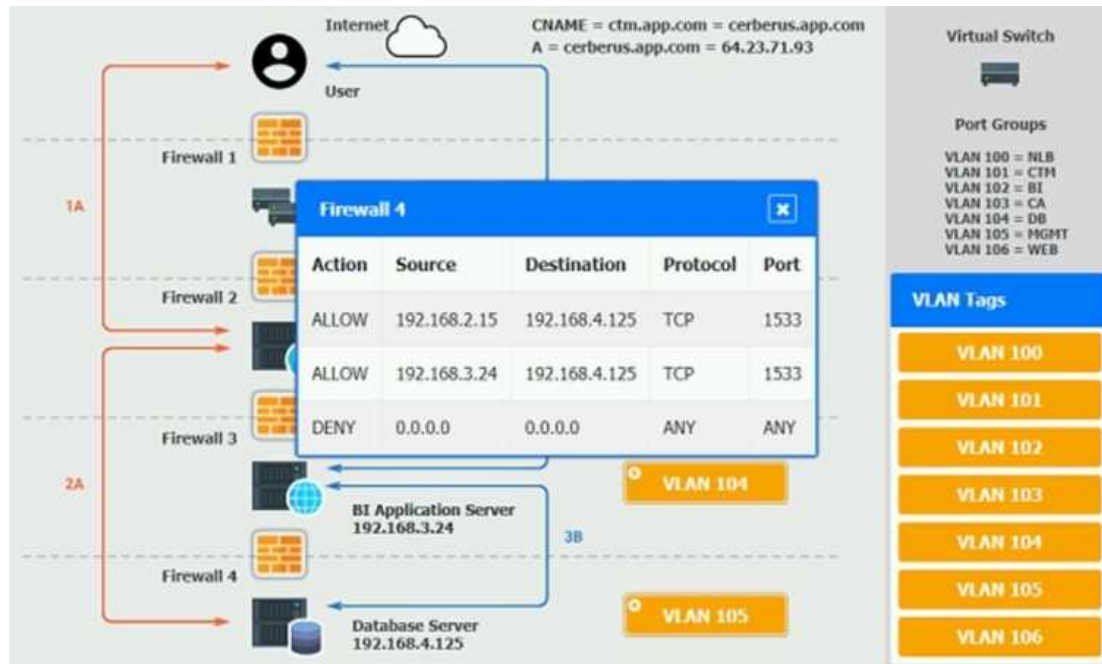 Internet
CNAME = ctm.app.com = cerberus.app.com
A = cerberus.app.com = 64.23.71.93
User
Firewall 1
1A
Firewall 2
Firewall 3
2A
Firewall 4
Action Source Destination Protocol Port
ALLOW 192.168.2.15 192.168.4.125 TCP 1533
ALLOW 192.168.3.24 192.168.4.125 TCP 1533
DENY 0.0.0.0 0.0.0.0 ANY ANY
VLAN 104
BI Application Server
192.168.3.24
3B
Firewall 4
VLAN 105
Database Server
192.168.4.125
Virtual Switch
Port Groups
VLAN 100 = NLB
VLAN 101 = CTM
VLAN 102 = BI
VLAN 103 = CA
VLAN 104 = DB
VLAN 105 = MGMT
VLAN 106 = WEB
VLAN Tags
VLAN 100
VLAN 101
VLAN 102
VLAN 103
VLAN 104
VLAN 105
VLAN 106